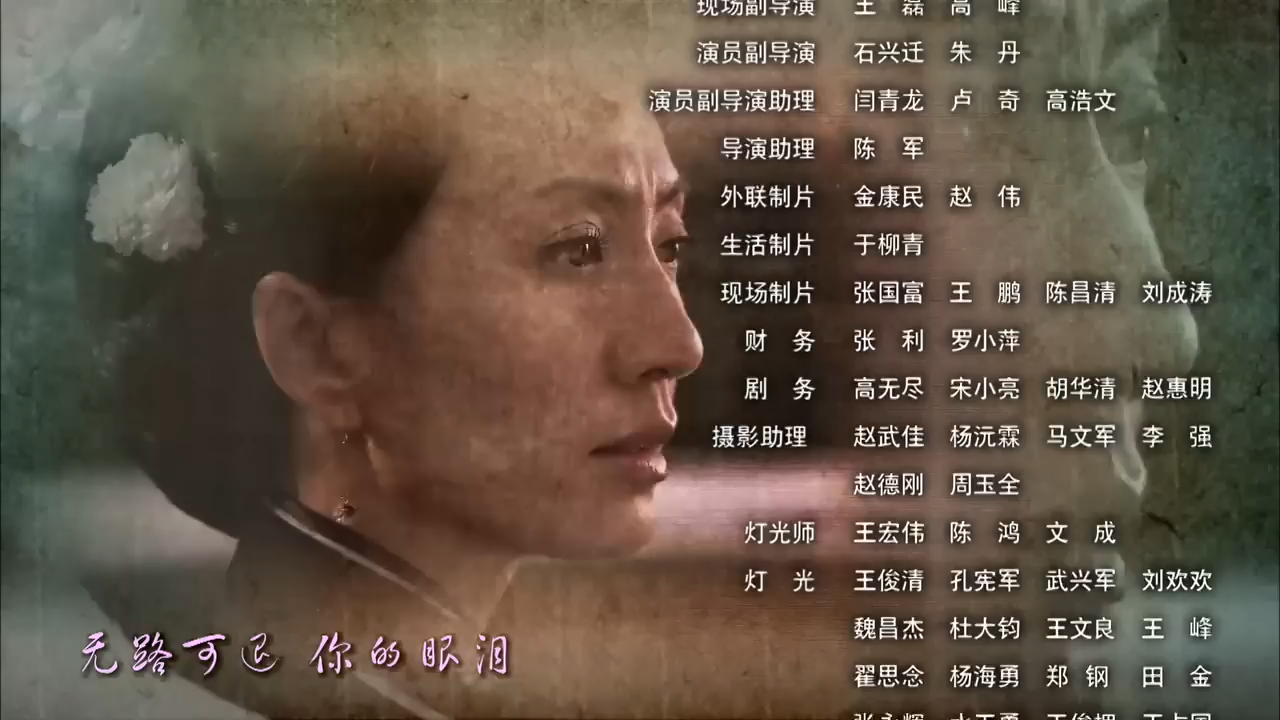 现场副导演 王 磊 高 峰
演员副导演 石兴迁 朱 丹
演员副导演助理 闫青龙 卢 奇 高浩文
导演助理 陈 军
外联制片 金康民 赵 伟
生活制片 于柳青
现场制片 张国富 王 鹏 陈昌清 刘成涛
财 务 张 利 罗小萍
剧 务 高无尽 宋小亮 胡华清 赵惠明
摄影助理 赵武佳 杨沅霖 马文军 李 强
赵德刚 周玉全
灯光师 王宏伟 陈 鸿 文 成
灯 光 王俊清 孔宪军 武兴军 刘欢欢
魏昌杰 杜大钧 王文良 王 峰
翟思念 杨海勇 郑 钢 田 金
无路可退 你的眼泪